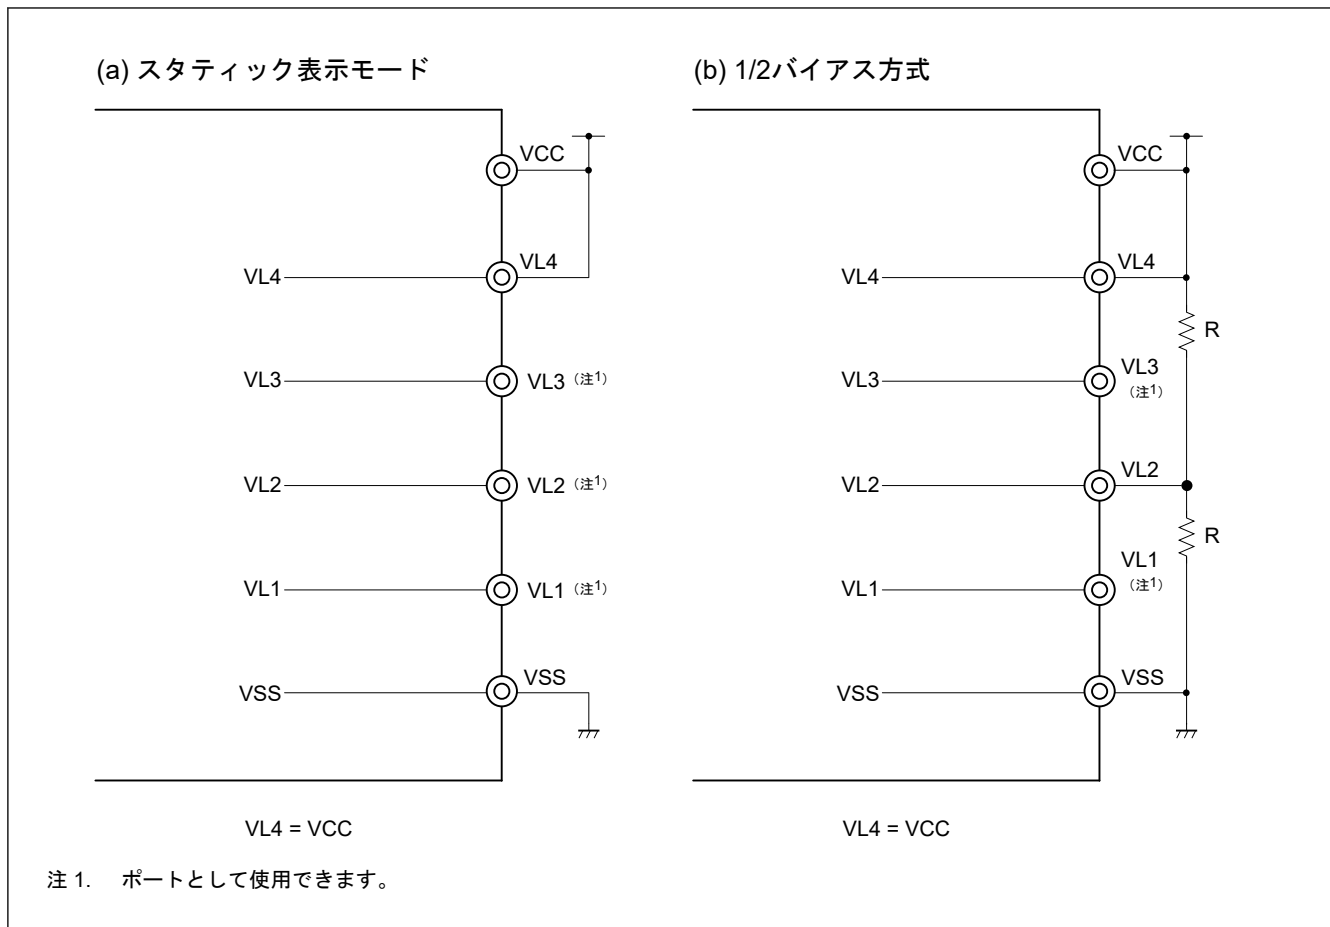 (a) スタティック表示モード
VCC
VL4
VL4
VL3
VL3 (注1)
VL2
VL2 (注1)
VL1
VL1 (注1)
VSS
VSS
VL4 = VCC
(b) 1/2バイアス方式
VCC
VL4
VL4
R
VL3
VL3
(注1)
VL2
VL2
R
VL1
VL1
(注1)
VSS
VSS
VL4 = VCC
注 1. ポートとして使用できます。